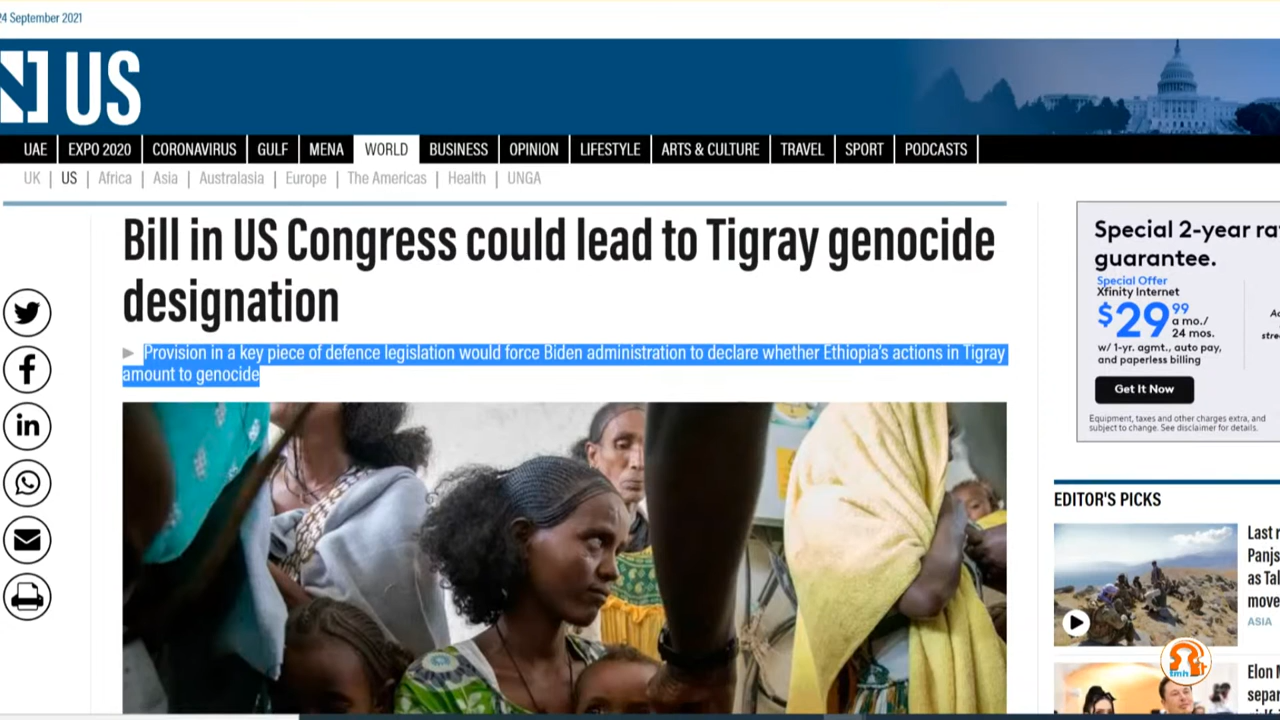 24 September 2021
US
UAE
EXPO 2020
CORONAVIRUS
GULF
MENA
WORLD
BUSINESS
OPINION
LIFESTYLE
ARTS & CULTURE
TRAVEL
SPORT
PODCASTS
UK | US | Africa | Asia | Australasia | Europe | The Americas | Health | UNGA
Bill in US Congress could lead to Tigray genocide
designation
Provision in a key piece of defence legislation would force Biden administration to declare whether Ethiopia's actions in Tigray
amount to genocide
Special 2-year
guarantee.
Special Offer
Xfinity Internet
$29 99
a mo./
24 mos.
w/ 1-yr. agmt., auto pay,
and paperless billing
Get It Now
Equipment, taxes and other charges extra, and
subject to change. See disclaimer for details.
EDITOR'S PICKS
Last
Panjs
as Tal
move
ASIA
Elon
separ
tmh